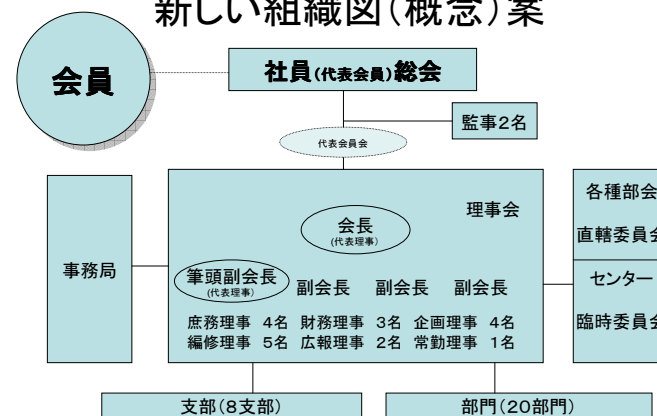 新しい組織図（概念）案
会員
社員(代表会員)総会
監事2名
代表会員会
理事会
会長
(代表理事)
筆頭副会長
(代表理事)
副会長 副会長 副会長
庶務理事 4名 財務理事 3名 企画理事 4名
編修理事 5名 広報理事 2名 常勤理事 1名
事務局
各種部会
直轄委員会
センター
臨時委員会
支部(8支部)
部門(20部門)